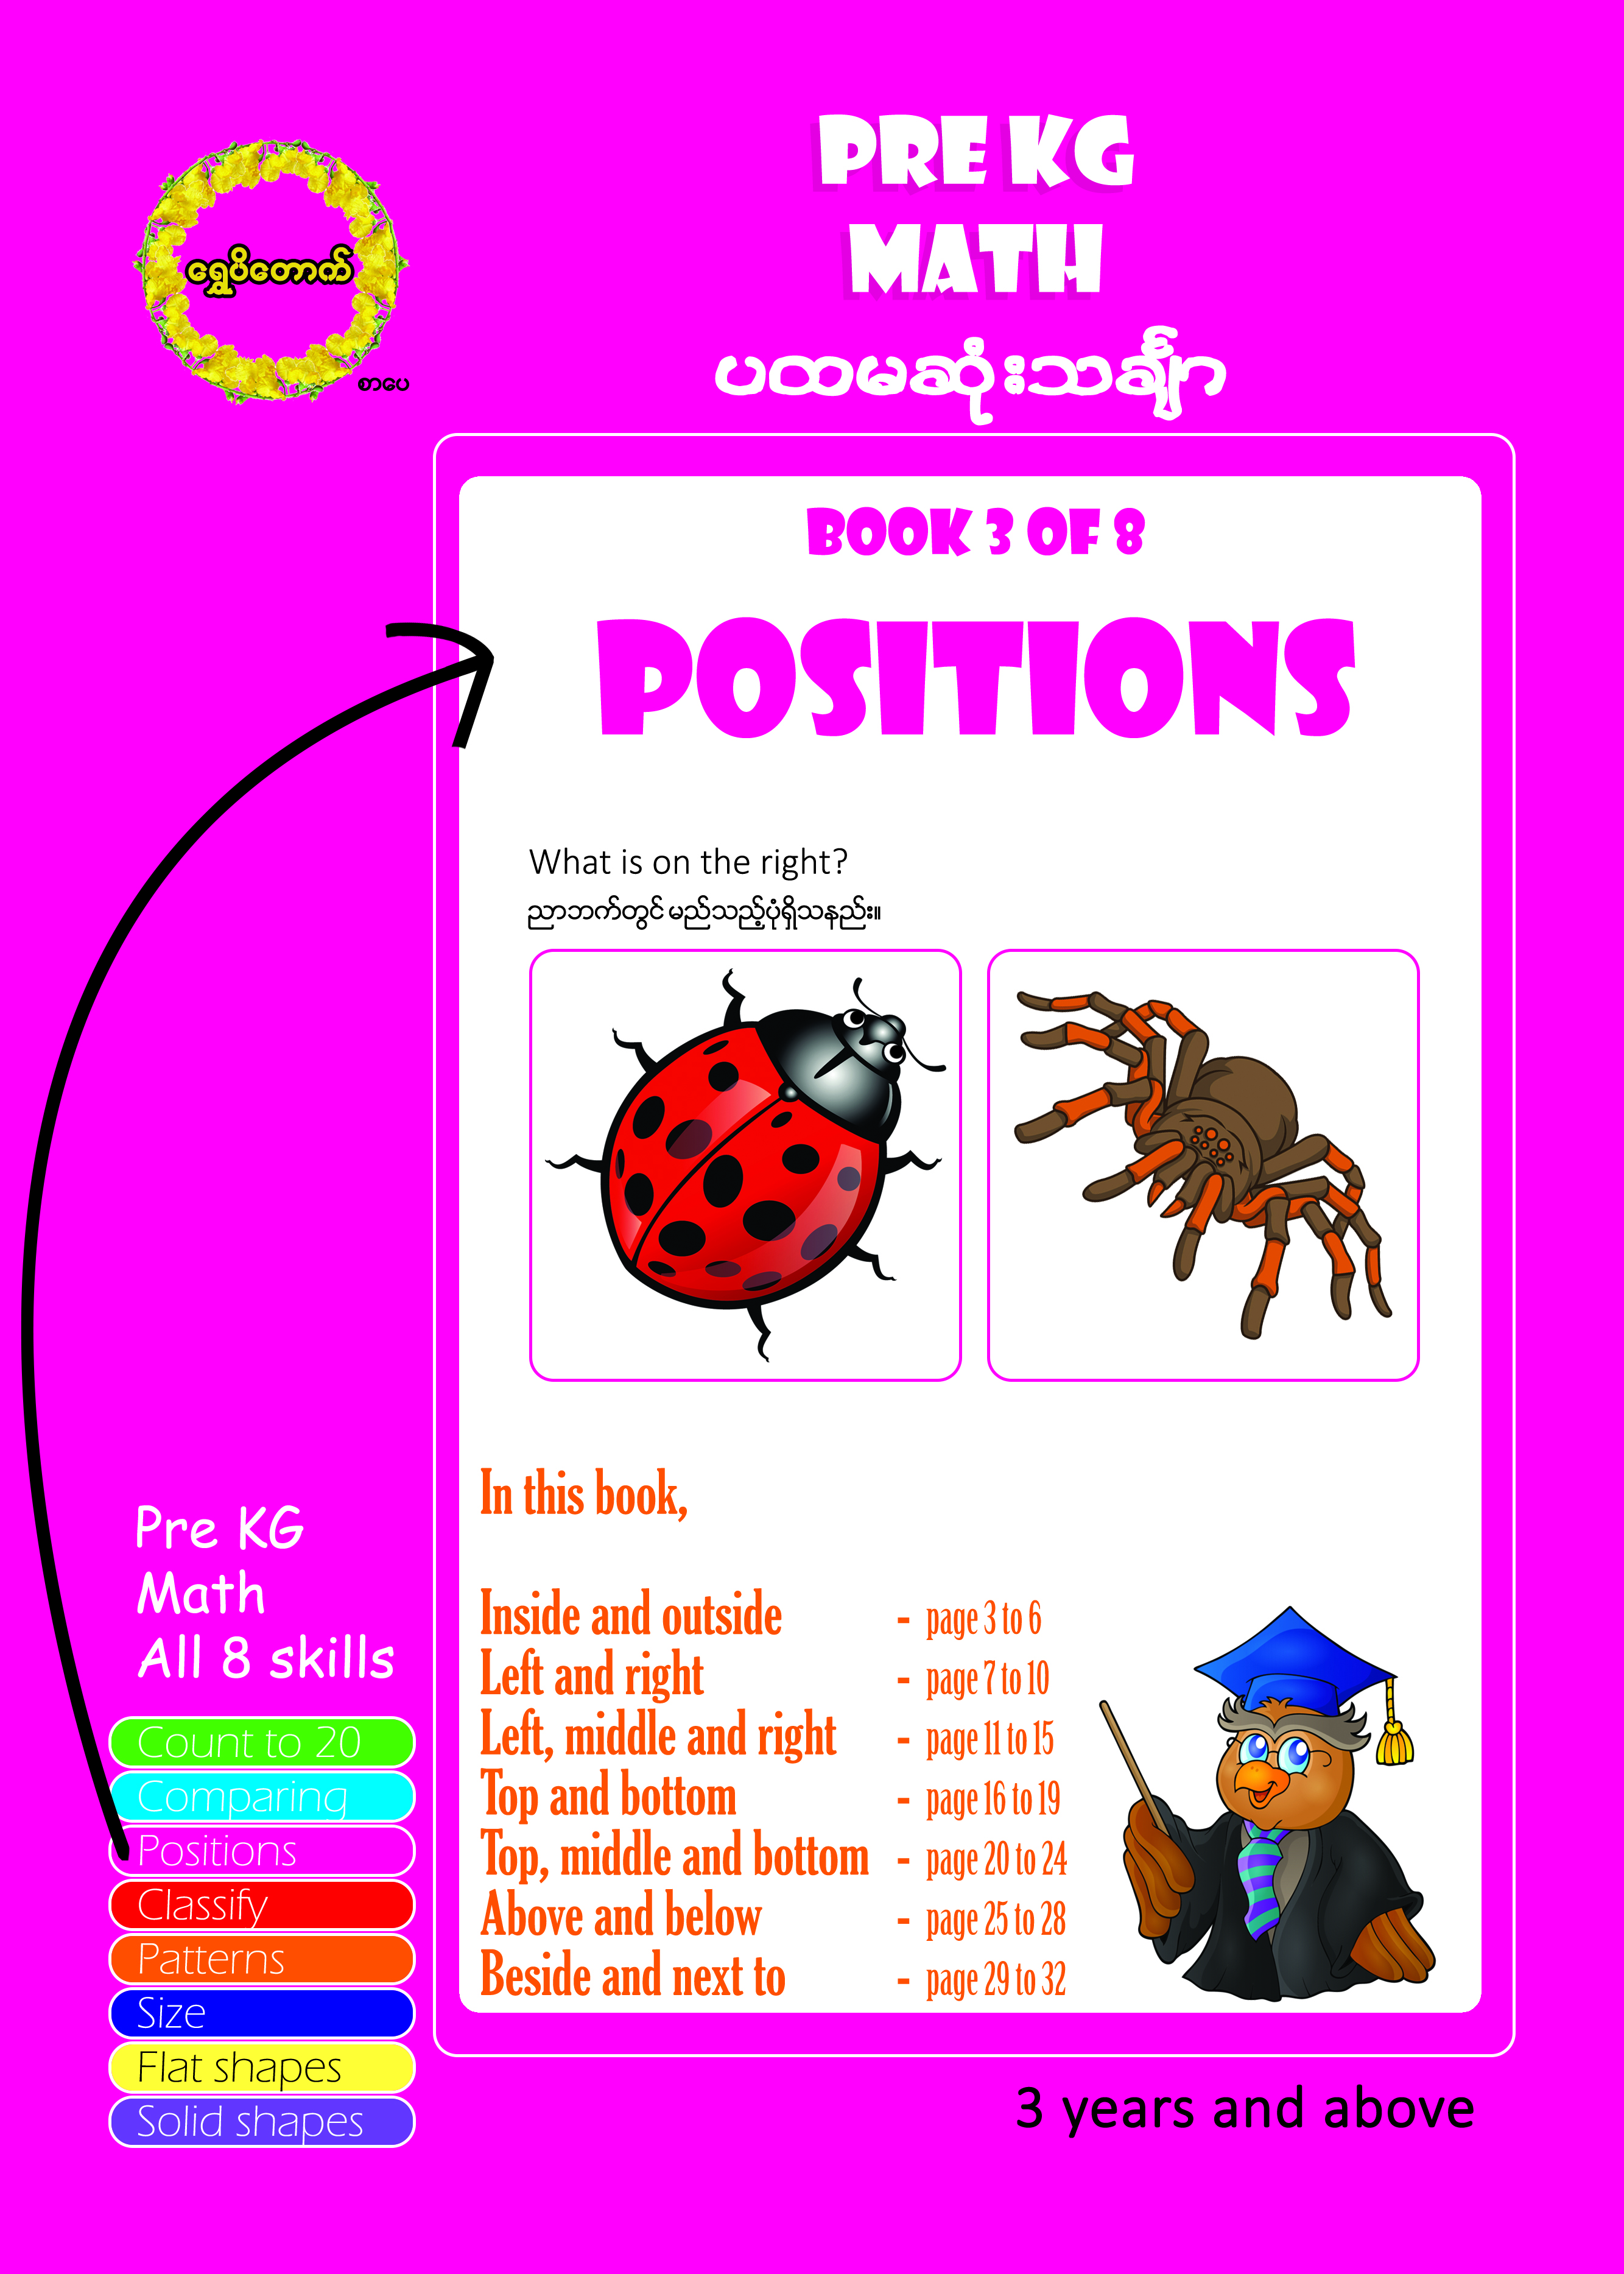 ရွှေပိတောက်
စာပေ
PRE KG
MATH
ပထမဆုံးသင်္ချာ
BOOK 3 OF 8
POSITIONS
What is on the right?
ညာဘက်တွင် မည်သည့်ပုံရှိသနည်း။
In this book,
Inside and outside - page 3 to 6
Left and right - page 7 to 10
Left, middle and right - page 11 to 15
Top and bottom - page 16 to 19
Top, middle and bottom - page 20 to 24
Above and below - page 25 to 28
Beside and next to - page 29 to 32
Pre KG
Math
All 8 skills
Count to 20
Comparing
Positions
Classify
Patterns
Size
Flat shapes
Solid shapes
3 years and above